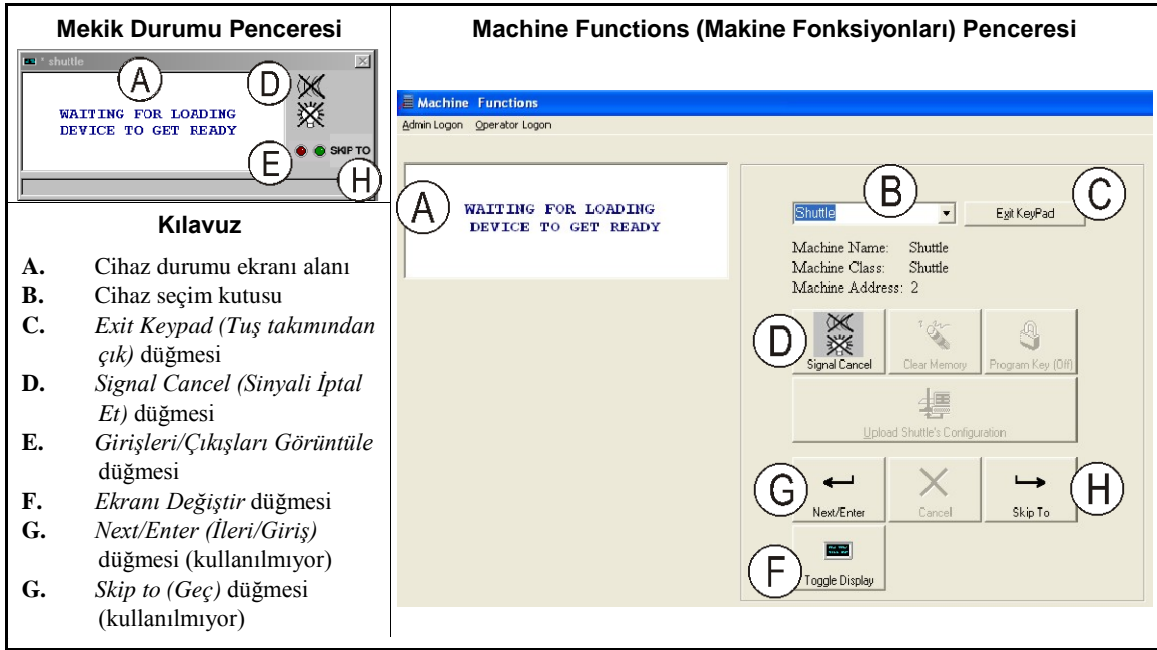 Mekik Durumu Penceresi
* shuttle
A
D
WAITING FOR LOADING
DEVICE TO GET READY
E
SKIP TO
H
Kılavuz
A. Cihaz durumu ekranı alanı
B. Cihaz seçim kutusu
C. Exit Keypad (Tuş takımından
çık) düğmesi
D. Signal Cancel (Sinyali İptal
Et) düğmesi
E. Girişleri/Çıkışları Görüntüle
düğmesi
F. Ekranı Değiştir düğmesi
G. Next/Enter (İleri/Giriş)
düğmesi (kullanılmıyor)
G. Skip to (Geç) düğmesi
(kullanılmıyor)
Machine Functions (Makine Fonksiyonları) Penceresi
Machine Functions
Admin Logon Operator Logon
A
WAITING FOR LOADING
DEVICE TO GET READY
B
C
Shuttle
Exit KeyPad
Machine Name: Shuttle
Machine Class: Shuttle
Machine Address: 2
D
Signal Cancel
Clear Memory
Program Key (Off)
Upload Shuttle's Configuration
G
Next/Enter
Cancel
Skip To
H
F
Toggle Display